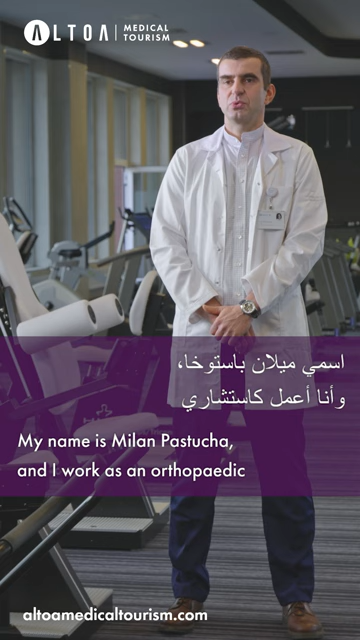 ALTOA
MEDICAL
TOURISM
اسمي ميلان باستوخا،
وأنا أعمل كاستشاري
My name is Milan Pastucha,
and I work as an orthopaedic
altoamedicaltourism.com